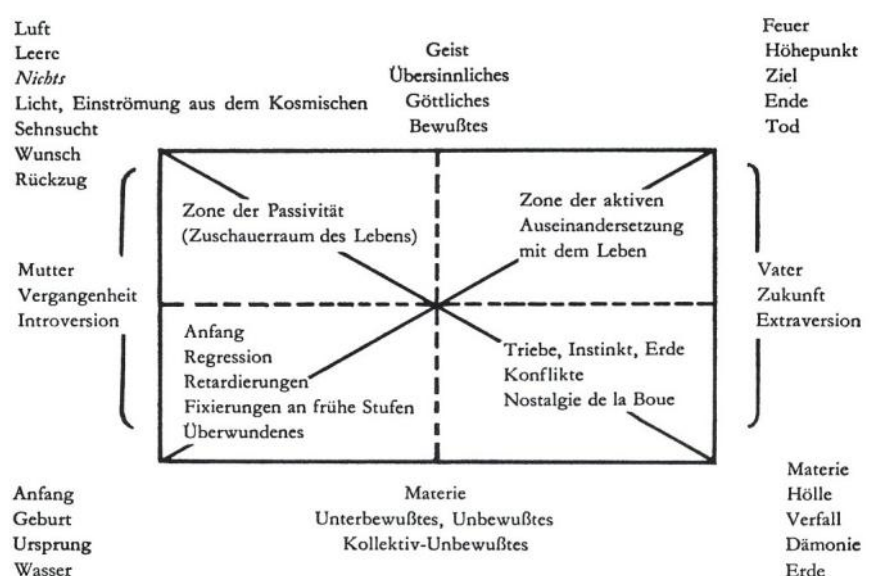 Luft
Leere
Nichts
Licht, Einströmung aus dem Kosmischen
Sehnsucht
Wunsch
Rückzug
Geist
Übersinnliches
Göttliches
Bewußtes
Feuer
Höhepunkt
Ziel
Ende
Tod
Zone der Passivität
(Zuschauerraum des Lebens)
Zone der aktiven
Auseinandersetzung
mit dem Leben
Mutter
Vergangenheit
Introversion
Vater
Zukunft
Extraversion
Anfang
Regression
Retardierungen
Fixierungen an frühe Stufen
Überwundenes
Triebe, Instinkt, Erde
Konflikte
Nostalgie de la Boue
Anfang
Geburt
Ursprung
Wasser
Materie
Unterbewußtes, Unbewußtes
Kollektiv-Unbewußtes
Materie
Hölle
Verfall
Dämonie
Erde